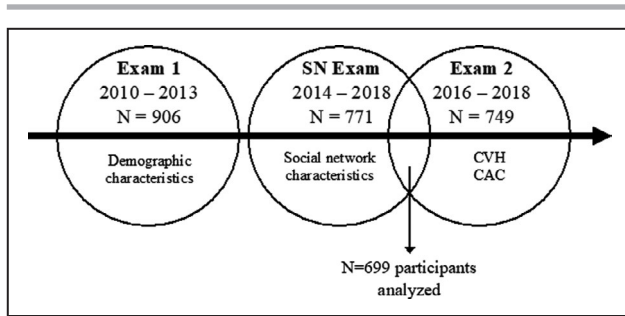 Exam 1
2010 – 2013
N = 906
Demographic
characteristics
SN Exam
2014 – 2018
N = 771
Social network
characteristics
Exam 2
2016 – 2018
N = 749
CVH
CAC
N=699 participants
analyzed